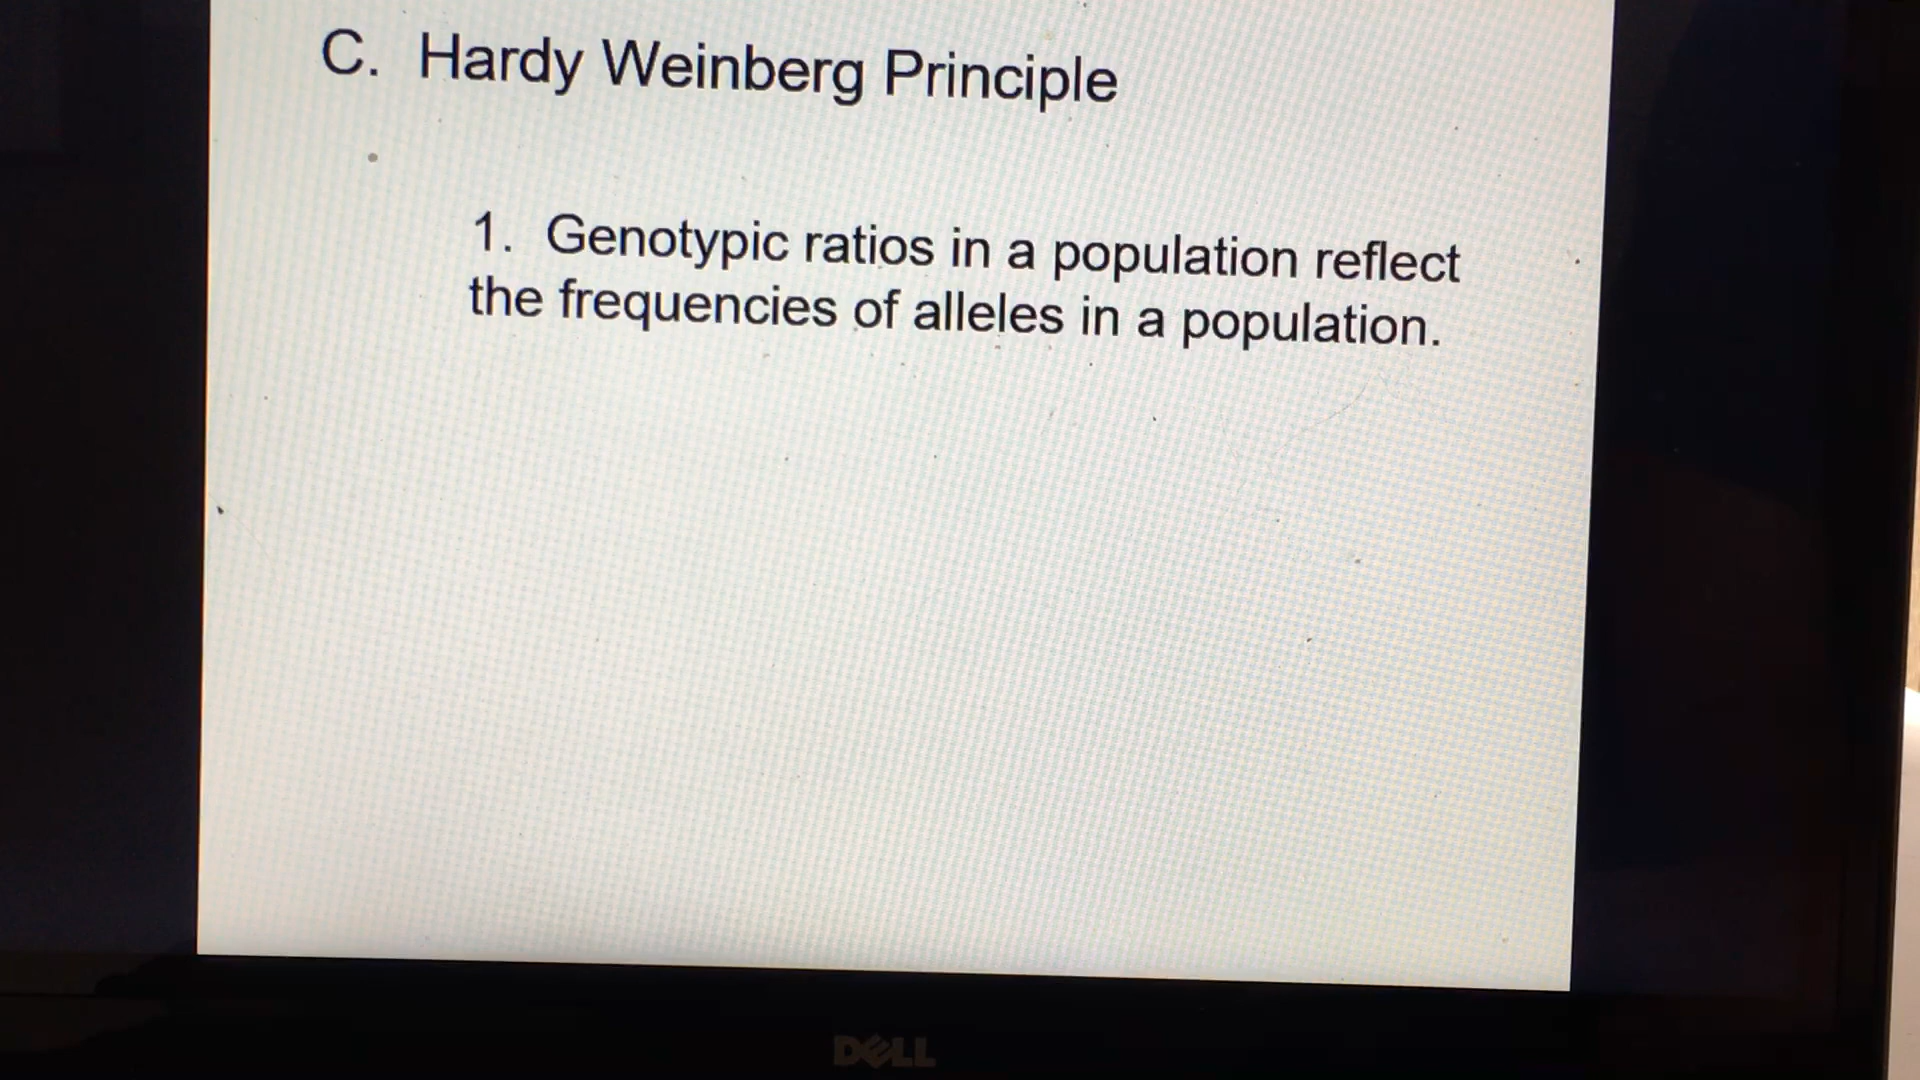 C. Hardy Weinberg Principle
1. Genotypic ratios in a population reflect
the frequencies of alleles in a population.
DELL